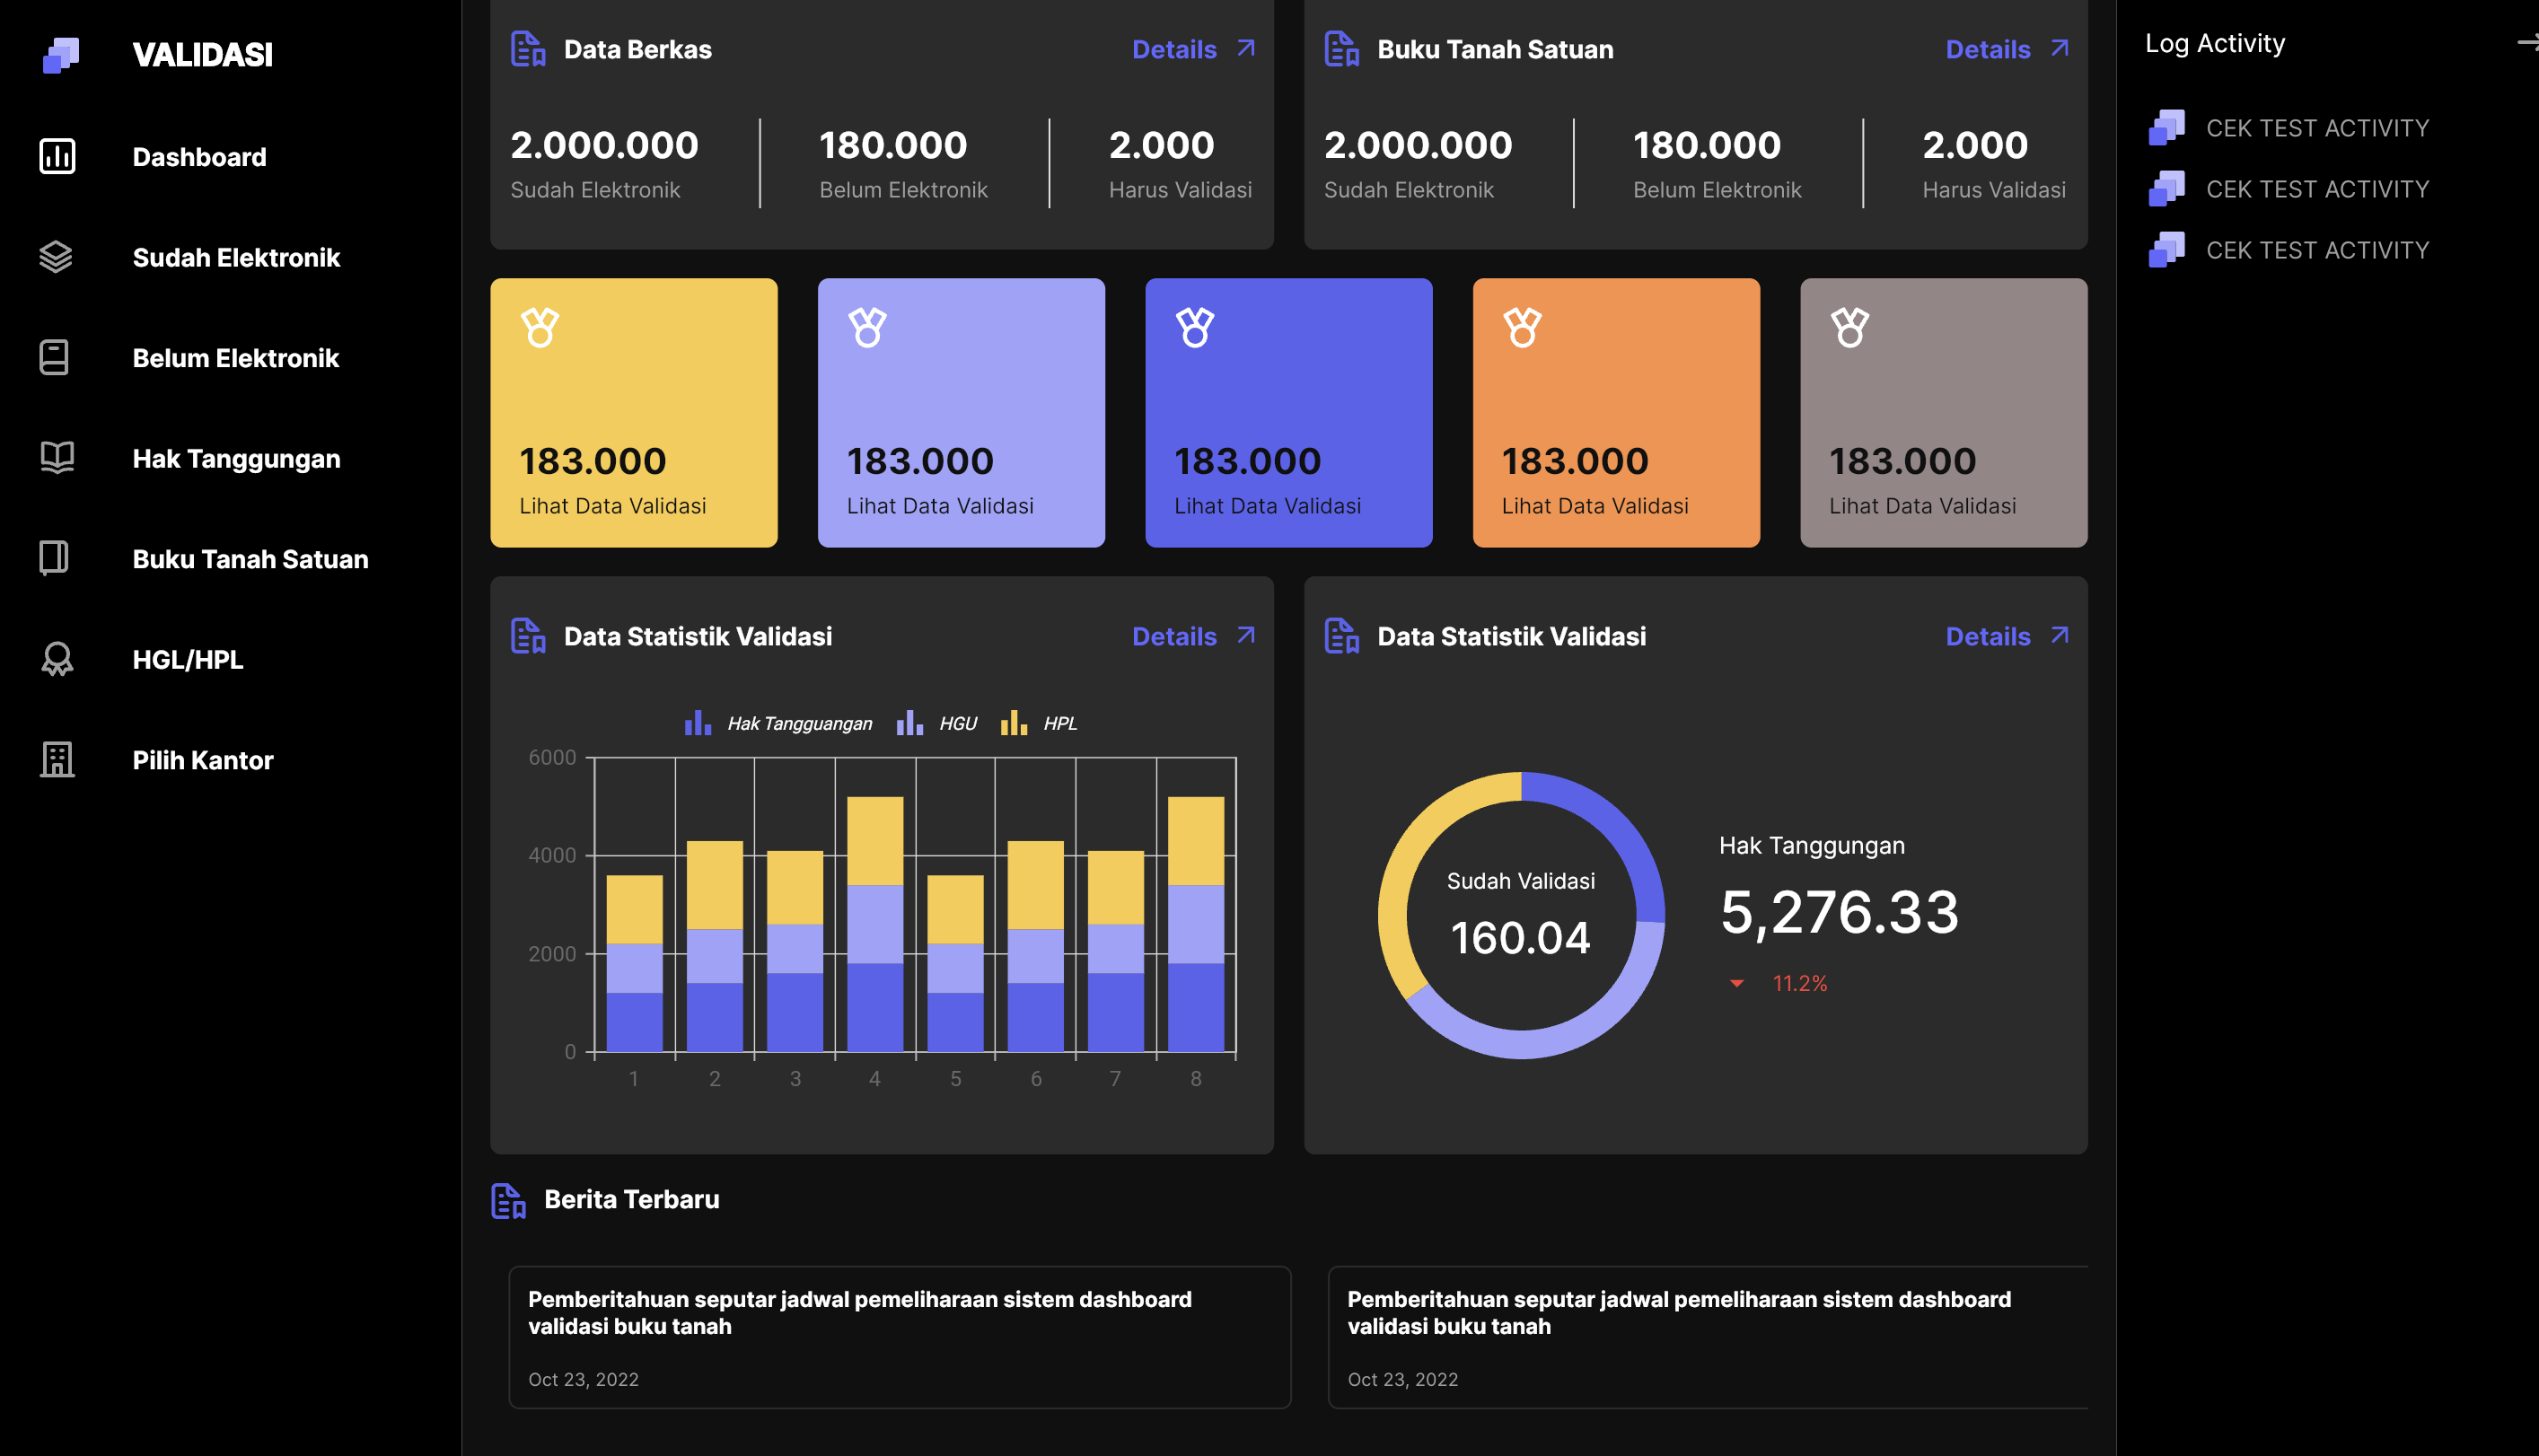 VALIDASI
Dashboard
Sudah Elektronik
Belum Elektronik
Hak Tanggungan
Buku Tanah Satuan
HGL/HPL
Pilih Kantor
Data Berkas
Details
2.000.000
Sudah Elektronik
180.000
Belum Elektronik
2.000
Harus Validasi
Buku Tanah Satuan
Details
2.000.000
Sudah Elektronik
180.000
Belum Elektronik
2.000
Harus Validasi
183.000
Lihat Data Validasi
183.000
Lihat Data Validasi
183.000
Lihat Data Validasi
183.000
Lihat Data Validasi
183.000
Lihat Data Validasi
Data Statistik Validasi
Details
Hak Tangguangan
HGU
HPL
6000
4000
2000
0
1
2
3
4
5
6
7
8
Data Statistik Validasi
Details
Sudah Validasi
160.04
Hak Tanggungan
5,276.33
11.2%
Berita Terbaru
Pemberitahuan seputar jadwal pemeliharaan sistem dashboard
validasi buku tanah
Oct 23, 2022
Pemberitahuan seputar jadwal pemeliharaan sistem dashboard
validasi buku tanah
Oct 23, 2022
Log Activity
CEK TEST ACTIVITY
CEK TEST ACTIVITY
CEK TEST ACTIVITY